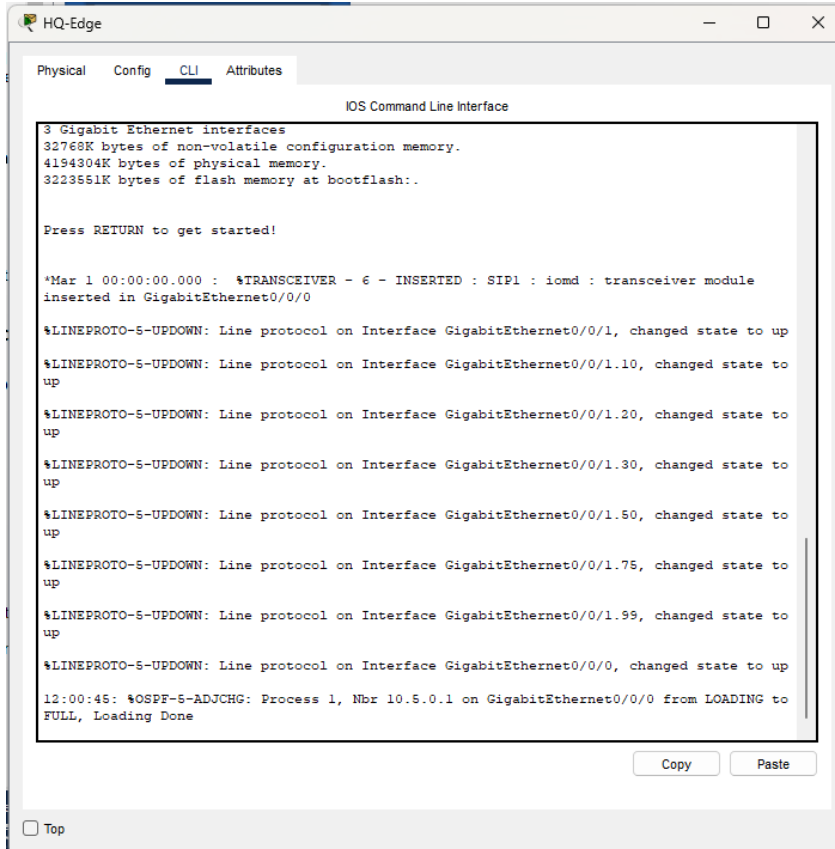 HQ-Edge
Physical Config CLI Attributes
IOS Command Line Interface
3 Gigabit Ethernet interfaces
32768K bytes of non-volatile configuration memory.
4194304K bytes of physical memory.
3223551K bytes of flash memory at bootflash:.
Press RETURN to get started!
*Mar 1 00:00:00.000 : %TRANSCEIVER - 6 - INSERTED : SIP1 : iomd : transceiver module
inserted in GigabitEthernet0/0/0
%LINEPROTO-5-UPDOWN: Line protocol on Interface GigabitEthernet0/0/1, changed state to up
%LINEPROTO-5-UPDOWN: Line protocol on Interface GigabitEthernet0/0/1.10, changed state to
up
%LINEPROTO-5-UPDOWN: Line protocol on Interface GigabitEthernet0/0/1.20, changed state to
up
%LINEPROTO-5-UPDOWN: Line protocol on Interface GigabitEthernet0/0/1.30, changed state to
up
%LINEPROTO-5-UPDOWN: Line protocol on Interface GigabitEthernet0/0/1.50, changed state to
up
%LINEPROTO-5-UPDOWN: Line protocol on Interface GigabitEthernet0/0/1.75, changed state to
up
%LINEPROTO-5-UPDOWN: Line protocol on Interface GigabitEthernet0/0/1.99, changed state to
up
%LINEPROTO-5-UPDOWN: Line protocol on Interface GigabitEthernet0/0/0, changed state to up
12:00:45: %OSPF-5-ADJCHG: Process 1, Nbr 10.5.0.1 on GigabitEthernet0/0/0 from LOADING to
FULL, Loading Done
Copy Paste
Top